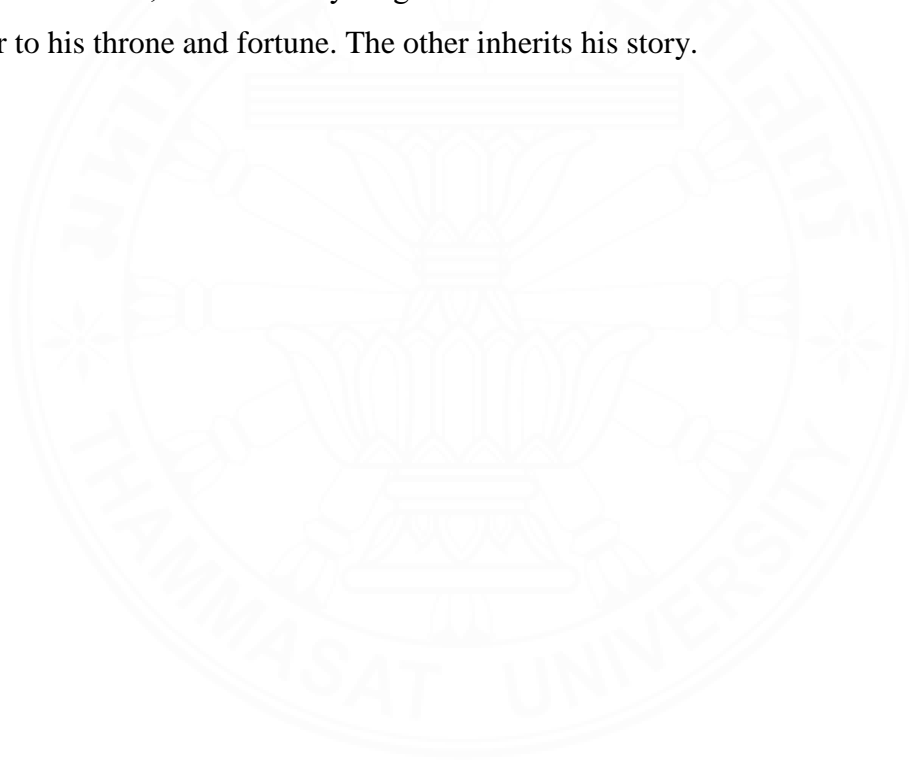 r to his throne and fortune. The other inherits his story.
THAMMASAT UNIVERSITY